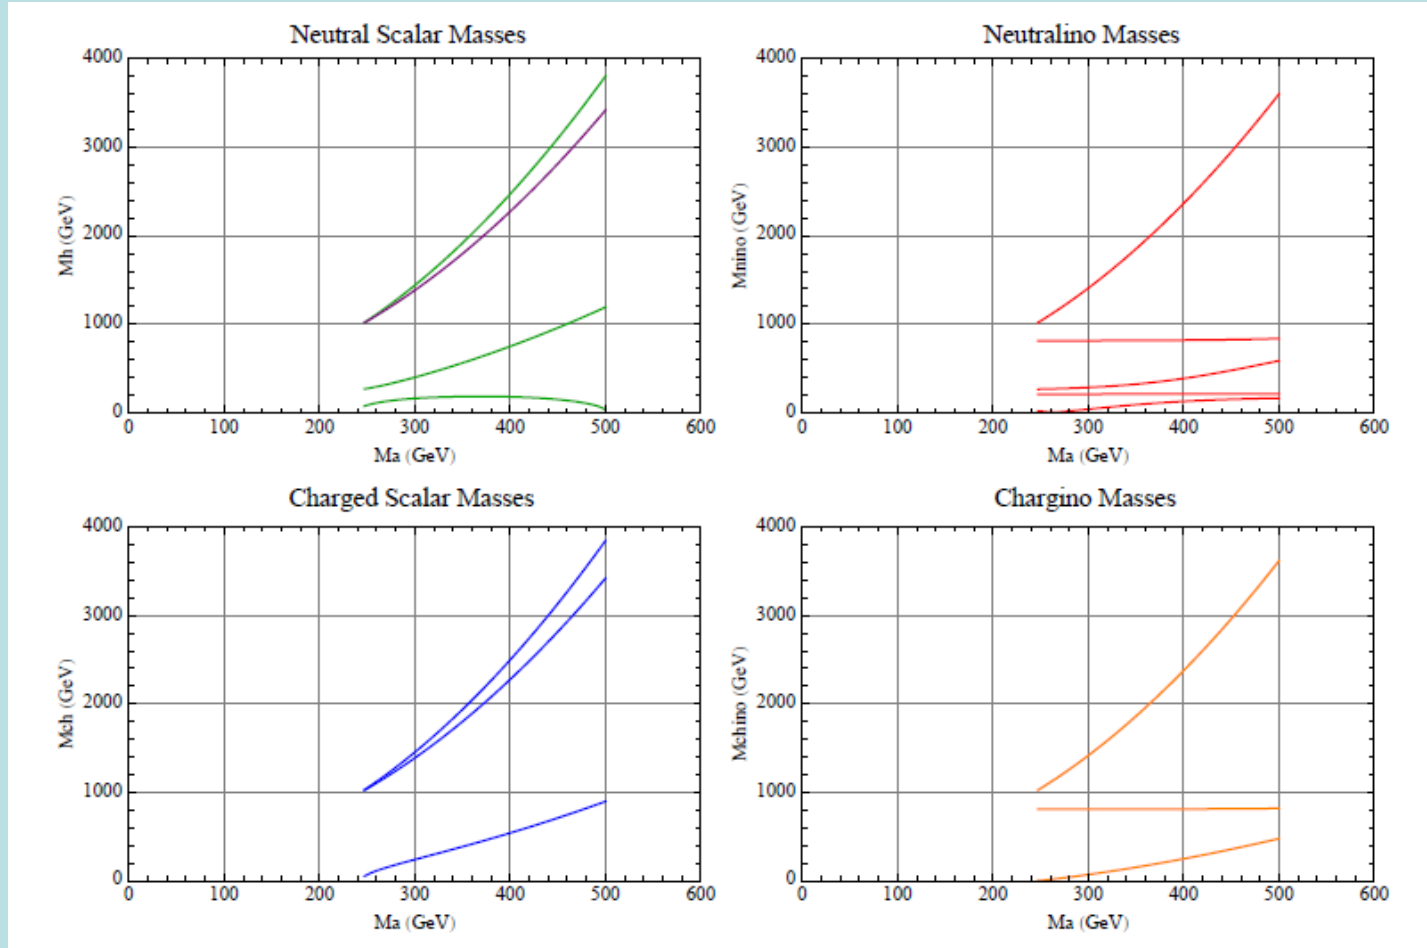 Neutral Scalar Masses
4000
3000
2000
1000
0
Mh (GeV)
0 100 200 300 400 500 600
Ma (GeV)
Neutralino Masses
4000
3000
2000
1000
0
Mnino (GeV)
0 100 200 300 400 500 600
Ma (GeV)
Charged Scalar Masses
4000
3000
2000
1000
0
Mch (GeV)
0 100 200 300 400 500 600
Ma (GeV)
Chargino Masses
4000
3000
2000
1000
0
Mchino (GeV)
0 100 200 300 400 500 600
Ma (GeV)